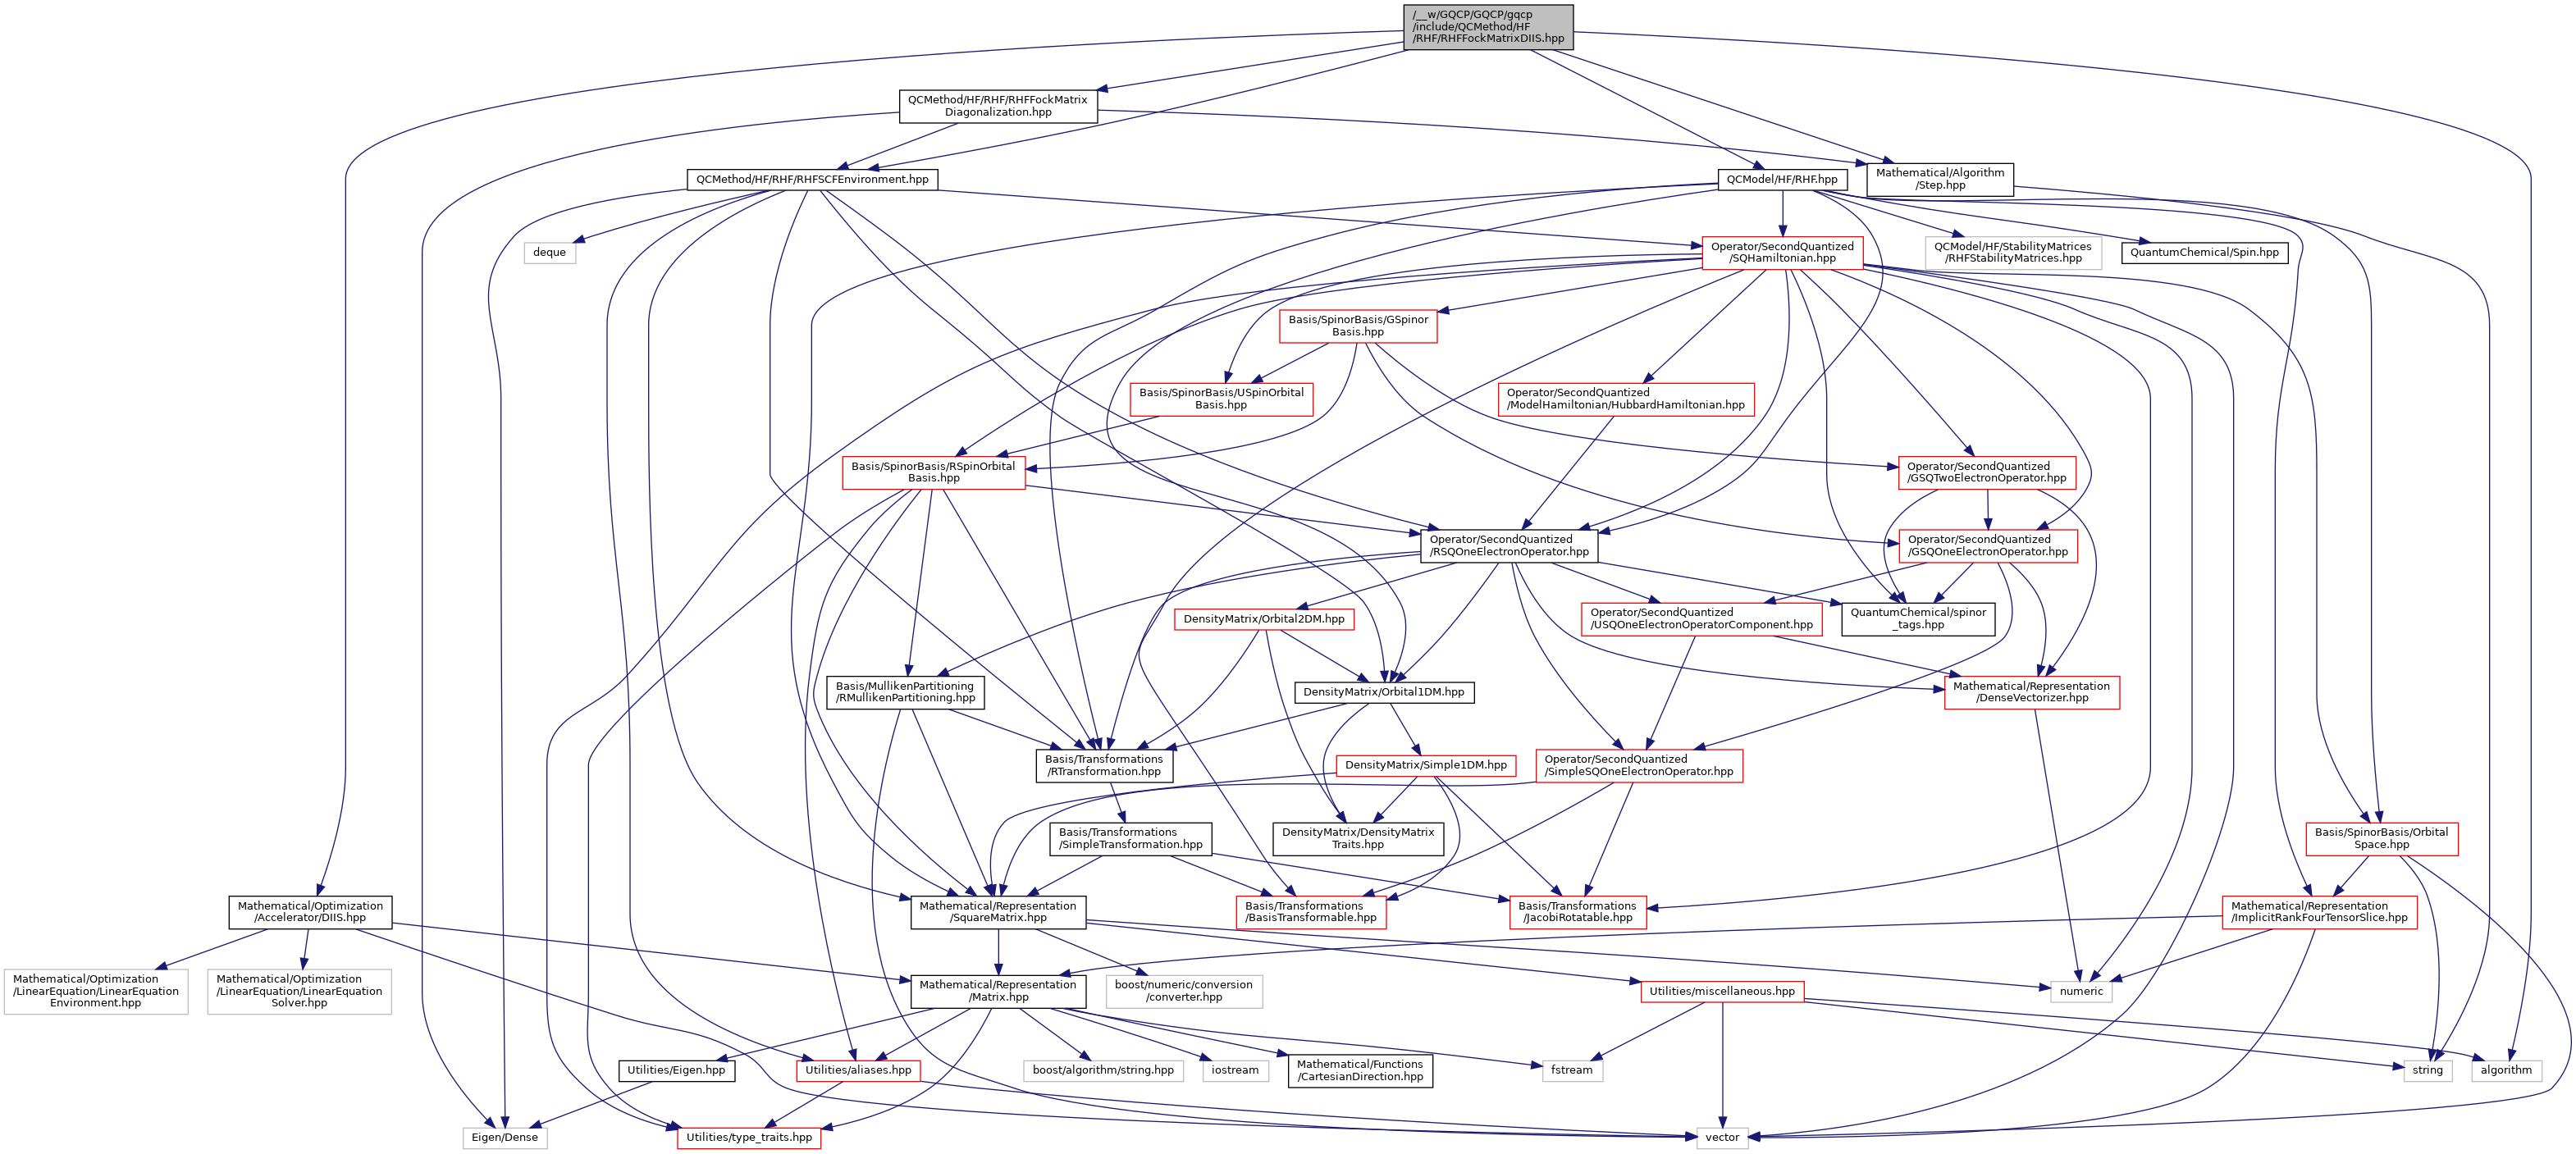 /__w/GQCP/GQCP/gqcp
/include/QCMethod/HF
/RHF/RHFFockMatrixDIIS.hpp
QCMethod/HF/RHF/RHFFockMatrix
Diagonalization.hpp
QCMethod/HF/RHF/RHFSCFEnvironment.hpp
QCModel/HF/RHF.hpp
Mathematical/Algorithm
/Step.hpp
deque
Operator/SecondQuantized
/SQHamiltonian.hpp
QCModel/HF/StabilityMatrices
/RHFStabilityMatrices.hpp
QuantumChemical/Spin.hpp
Basis/SpinorBasis/GSpinor
Basis.hpp
Basis/SpinorBasis/USpinOrbital
Basis.hpp
Operator/SecondQuantized
/ModelHamiltonian/HubbardHamiltonian.hpp
Basis/SpinorBasis/RSpinOrbital
Basis.hpp
Operator/SecondQuantized
/GSQTwoElectronOperator.hpp
Operator/SecondQuantized
/RSQOneElectronOperator.hpp
Operator/SecondQuantized
/GSQOneElectronOperator.hpp
DensityMatrix/Orbital2DM.hpp
Operator/SecondQuantized
/USQOneElectronOperatorComponent.hpp
QuantumChemical/spinor
_tags.hpp
Basis/MullikenPartitioning
/RMullikenPartitioning.hpp
DensityMatrix/Orbital1DM.hpp
Mathematical/Representation
/DenseVectorizer.hpp
Basis/Transformations
/RTransformation.hpp
DensityMatrix/Simple1DM.hpp
Operator/SecondQuantized
/SimpleSQOneElectronOperator.hpp
Basis/Transformations
/SimpleTransformation.hpp
DensityMatrix/DensityMatrix
Traits.hpp
Basis/SpinorBasis/Orbital
Space.hpp
Mathematical/Optimization
/Accelerator/DIIS.hpp
Mathematical/Representation
/SquareMatrix.hpp
Basis/Transformations
/BasisTransformable.hpp
Basis/Transformations
/JacobiRotatable.hpp
Mathematical/Representation
/ImplicitRankFourTensorSlice.hpp
Mathematical/Optimization
/LinearEquation/LinearEquation
Environment.hpp
Mathematical/Optimization
/LinearEquation/LinearEquation
Solver.hpp
Mathematical/Representation
/Matrix.hpp
boost/numeric/conversion
/converter.hpp
Utilities/miscellaneous.hpp
numeric
Utilities/Eigen.hpp
Utilities/aliases.hpp
boost/algorithm/string.hpp
iostream
Mathematical/Functions
/CartesianDirection.hpp
fstream
string
algorithm
Eigen/Dense
Utilities/type_traits.hpp
vector